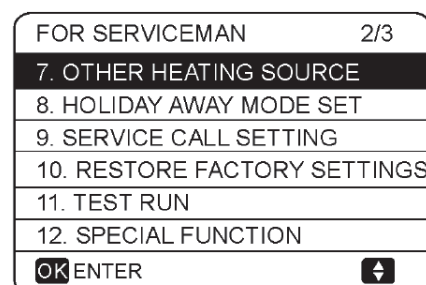 FOR SERVICEMAN 2/3
7. OTHER HEATING SOURCE
8. HOLIDAY AWAY MODE SET
9. SERVICE CALL SETTING
10. RESTORE FACTORY SETTINGS
11. TEST RUN
12. SPECIAL FUNCTION
OK ENTER